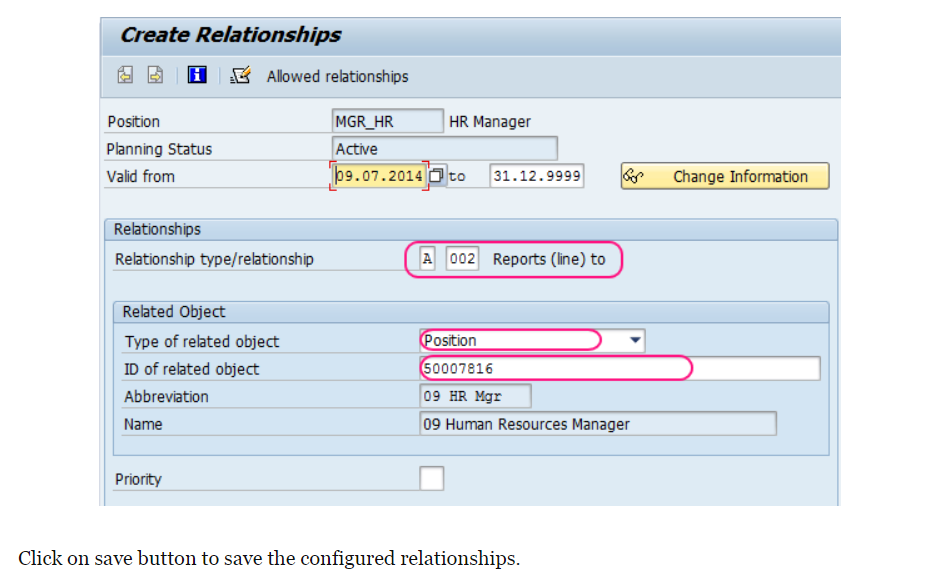 Create Relationships
Allowed relationships
Position MGR_HR HR Manager
Planning Status Active
Valid from 09.07.2014 to 31.12.9999 Change Information
Relationships
Relationship type/relationship A 002 Reports (line) to
Related Object
Type of related object Position
ID of related object 50007816
Abbreviation 09 HR Mgr
Name 09 Human Resources Manager
Priority
Click on save button to save the configured relationships.